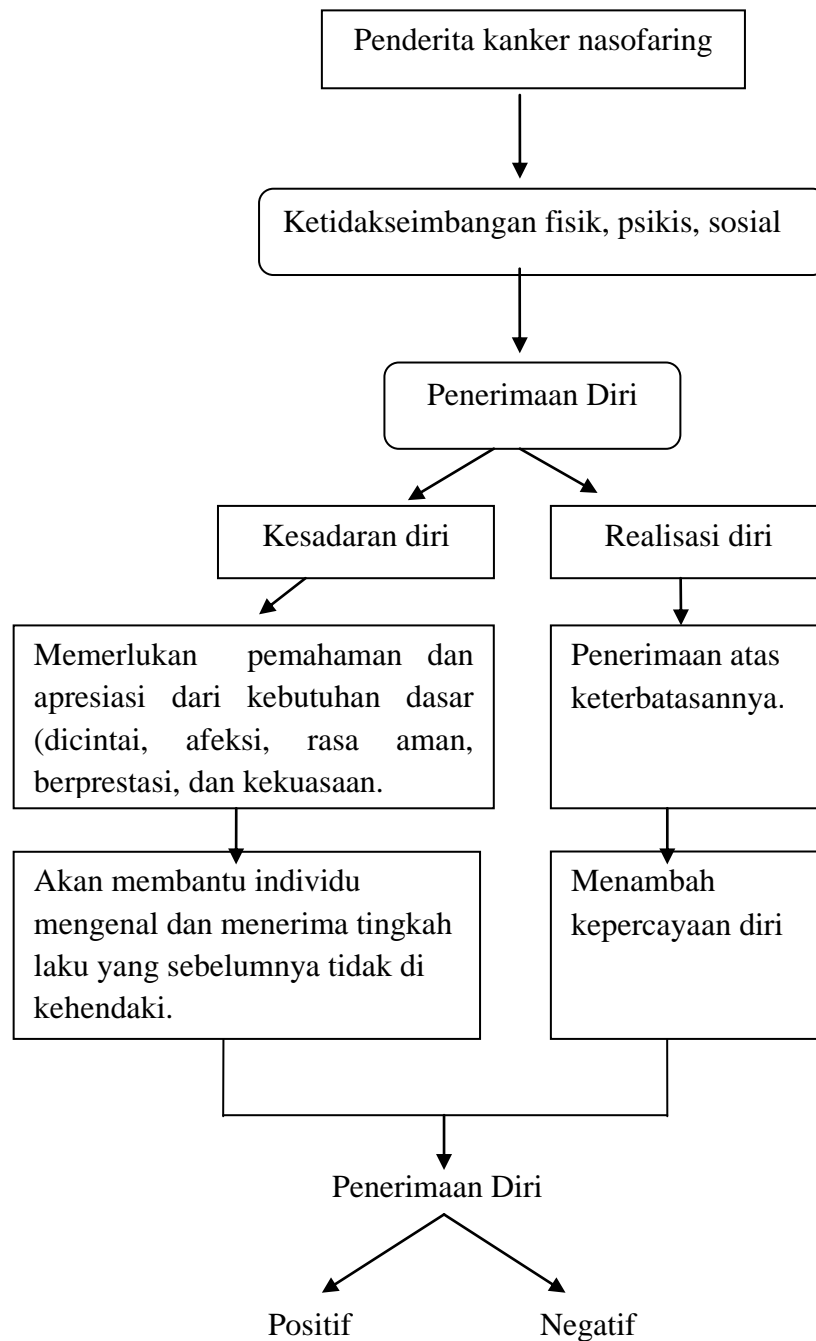 Penderita kanker nasofaring
Ketidakseimbangan fisik, psikis, sosial
Penerimaan Diri
Kesadaran diri
Realisasi diri
Memerlukan pemahaman dan
apresiasi dari kebutuhan dasar
(dicintai, afeksi, rasa aman,
berprestasi, dan kekuasaan.
Penerimaan atas
keterbatasannya.
Akan membantu individu
mengenal dan menerima tingkah
laku yang sebelumnya tidak di
kehendaki.
Menambah
kepercayaan diri
Penerimaan Diri
Positif
Negatif